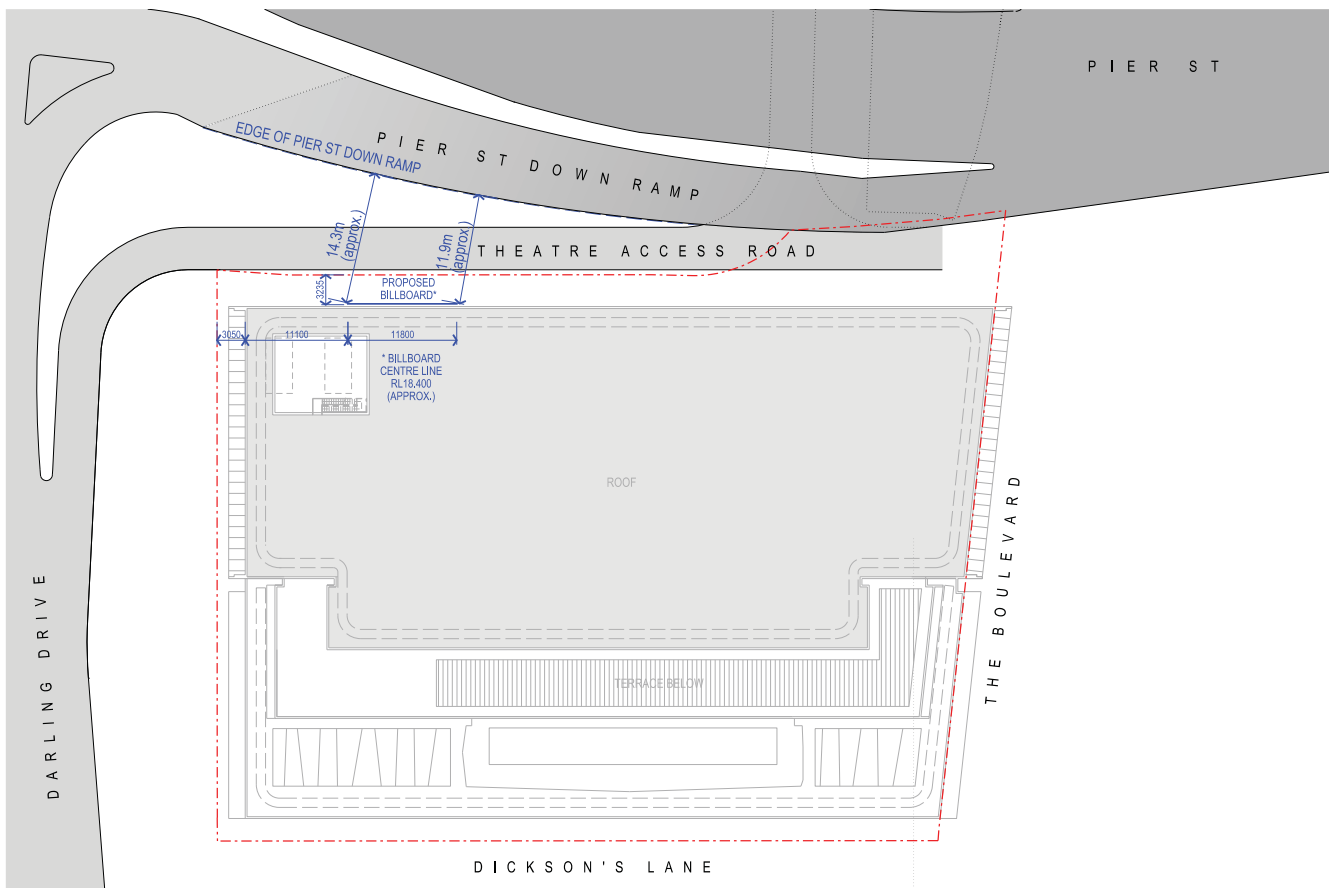 PIER ST
EDGE OF PIER ST DOWN RAMP
PIER ST DOWN RAMP
14.3m
(approx.)
11.9m
(approx.)
THEATRE ACCESS ROAD
3235
PROPOSED
BILLBOARD*
3050
11100
11800
* BILLBOARD
CENTRE LINE
RL18,400
(APPROX.)
ROOF
THE BOULEVARD
DARLING DRIVE
TERRACE BELOW
DICKSON'S LANE